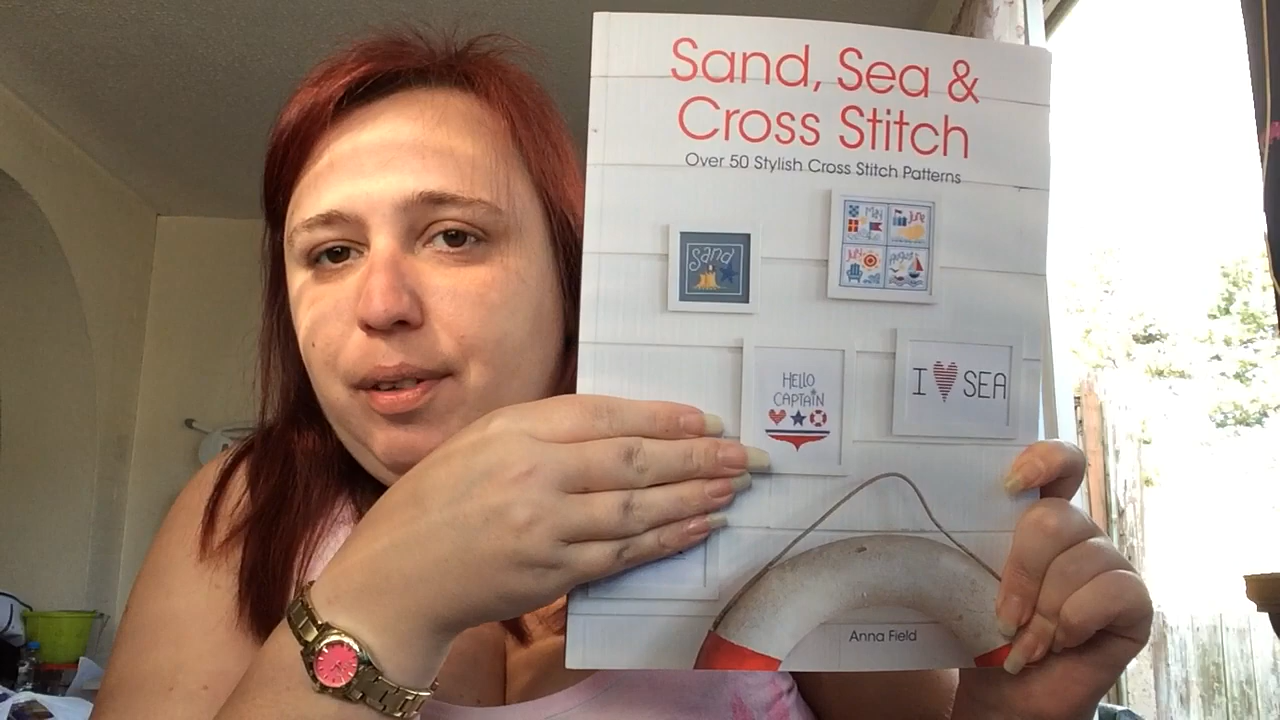 Sand, Sea &
Cross Stitch
Over 50 Stylish Cross Stitch Patterns
Sand
May
June
July
August
HELLO
CAPTAIN
I SEA
Anna Field